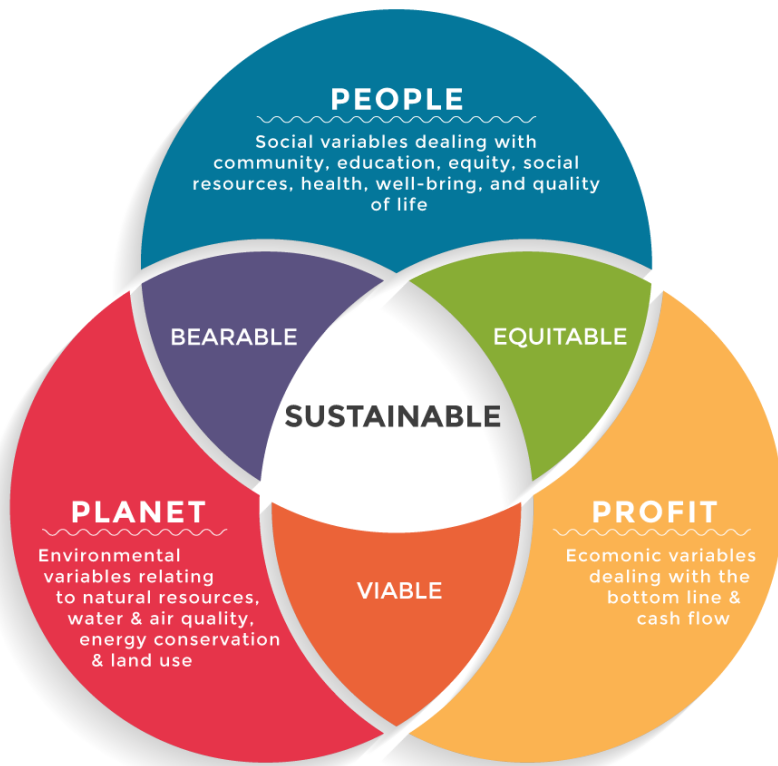 PEOPLE
Social variables dealing with
community, education, equity, social
resources, health, well-bring, and quality
of life
BEARABLE
EQUITABLE
SUSTAINABLE
PLANET
Environmental
variables relating
to natural resources,
water & air quality,
energy conservation
& land use
VIABLE
PROFIT
Ecomonic variables
dealing with the
bottom line &
cash flow